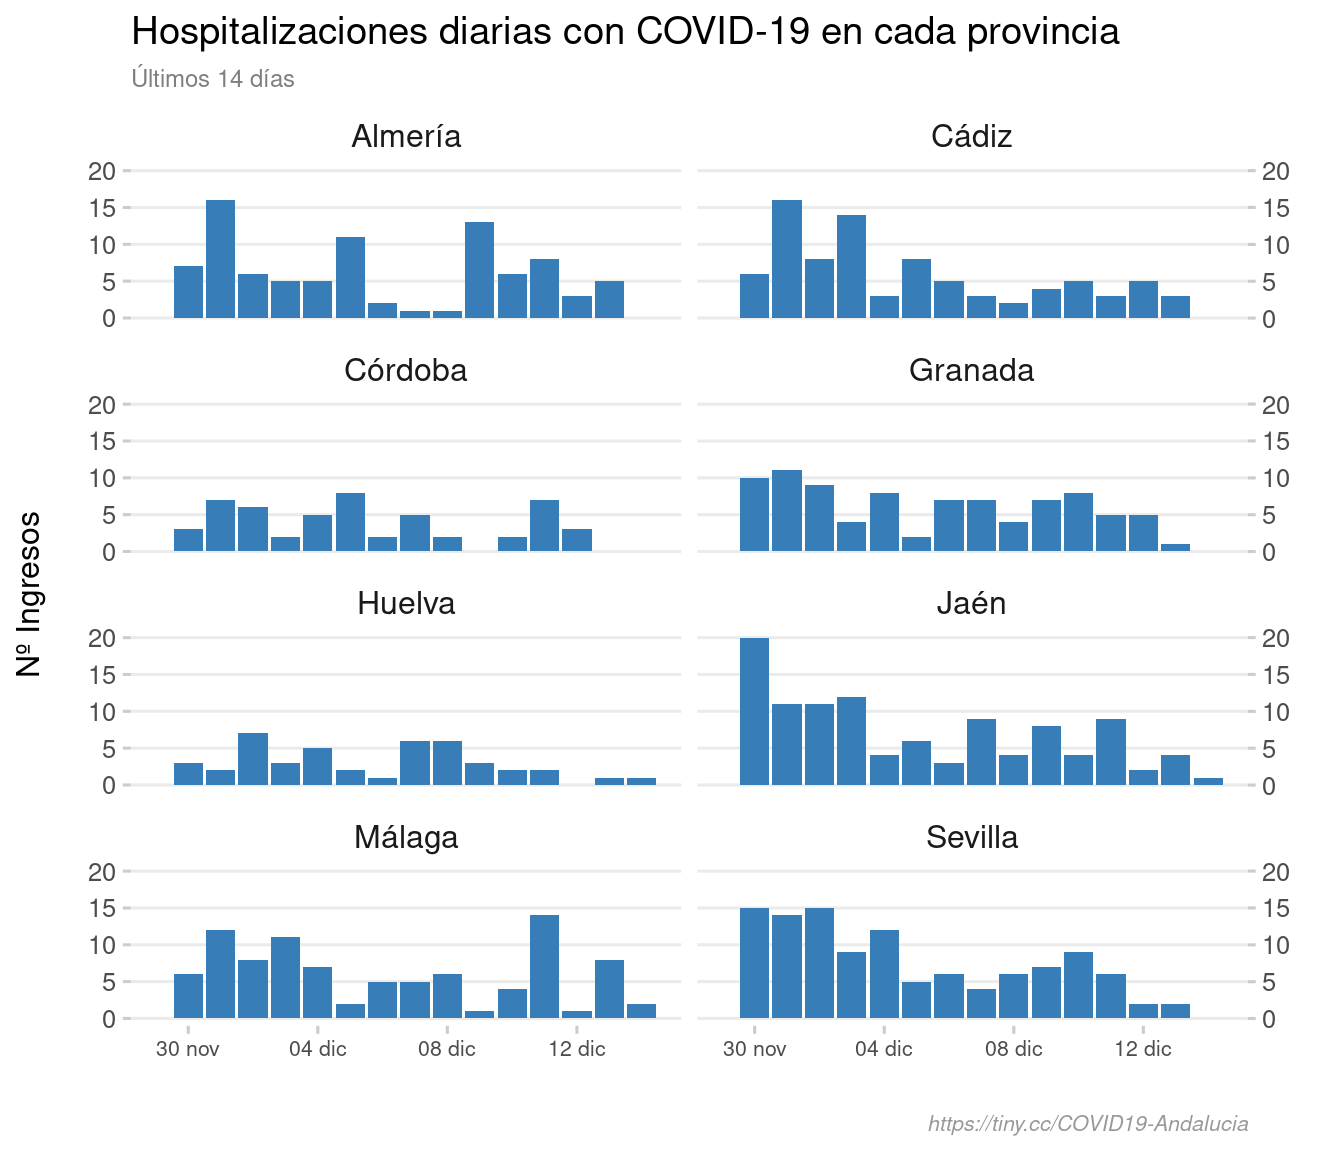 Hospitalizaciones diarias con COVID-19 en cada provincia
Últimos 14 días
Almería
Cádiz
20
15
10
5
0
20
15
10
5
0
Córdoba
Granada
20
15
10
5
0
20
15
10
5
0
Nº Ingresos
Huelva
Jaén
20
15
10
5
0
20
15
10
5
0
Málaga
Sevilla
20
15
10
5
0
20
15
10
5
0
30 nov 04 dic 08 dic 12 dic
30 nov 04 dic 08 dic 12 dic
https://tiny.cc/COVID19-Andalucia